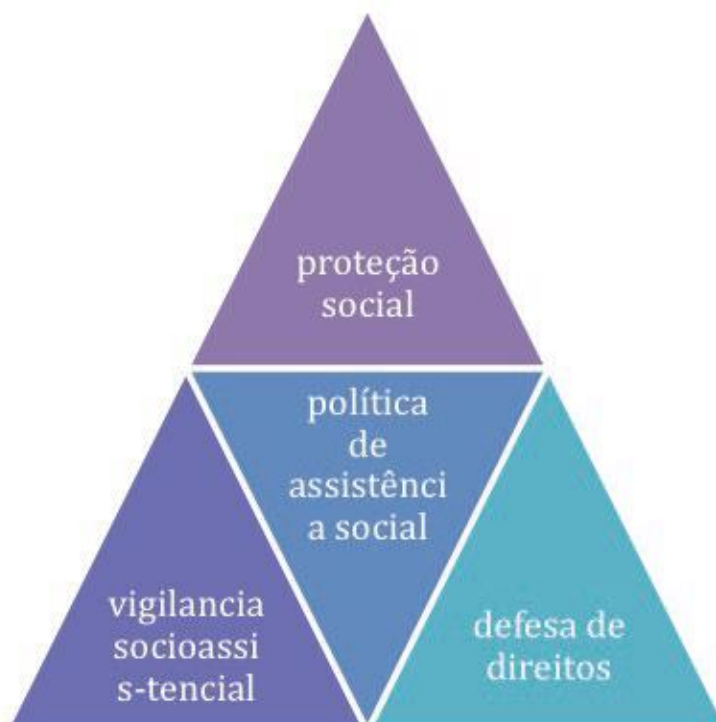 proteção
social
política
de
assistênci
a social
vigilancia
socioassi
s-tencial
defesa de
direitos